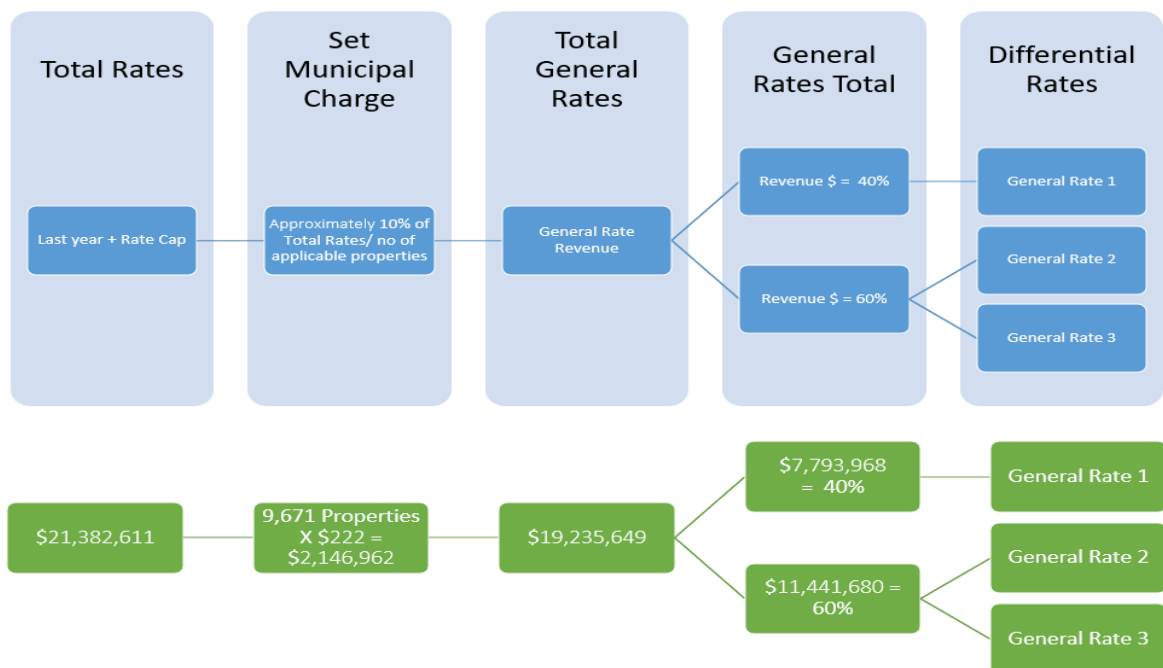 Total Rates
Set
Municipal
Charge
Total
General
Rates
General
Rates Total
Differential
Rates
Last year + Rate Cap
Approximately 10% of
Total Rates/ no of
applicable properties
General Rate
Revenue
Revenue $ =  40%
Revenue $ = 60%
General Rate 1
General Rate 2
General Rate 3
$21,382,611
9,671 Properties
X $222 =
$2,146,962
$19,235,649
$7,793,968
=  40%
$11,441,680 =
60%
General Rate 1
General Rate 2
General Rate 3